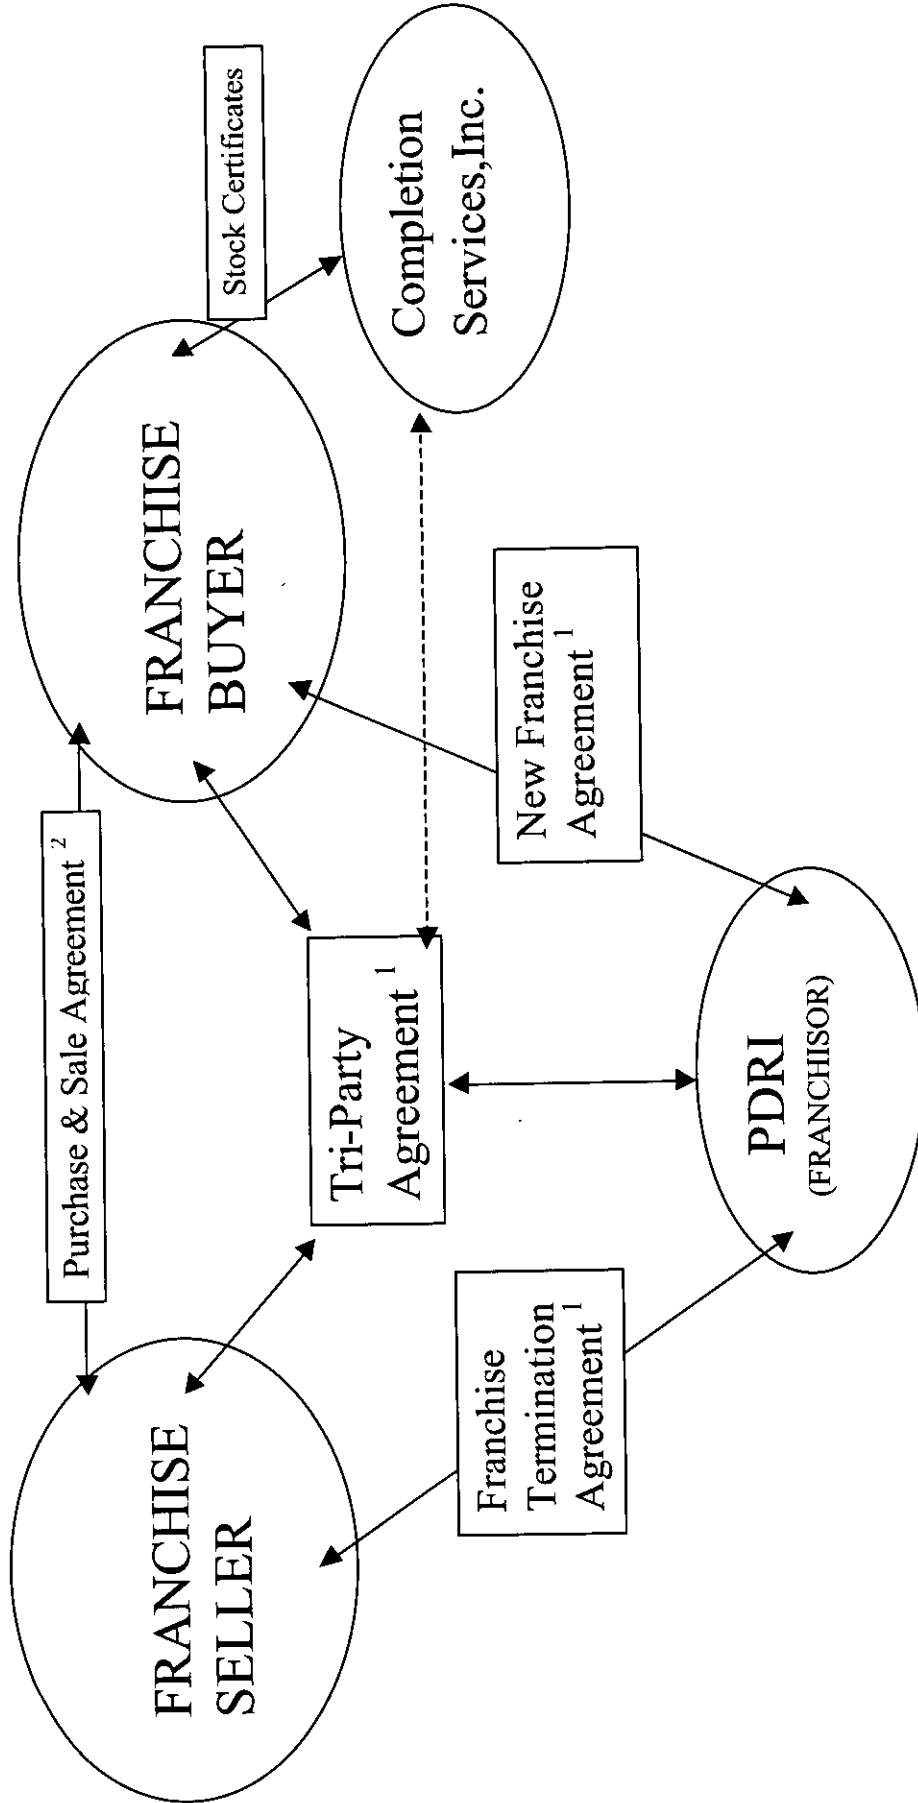 Purchase & Sale Agreement 2
FRANCHISE
SELLER
FRANCHISE
BUYER
Stock Certificates
Tri-Party
Agreement 1
Completion
Services,Inc.
Franchise
Termination
Agreement 1
New Franchise
Agreement 1
PDRI
(FRANCHISOR)